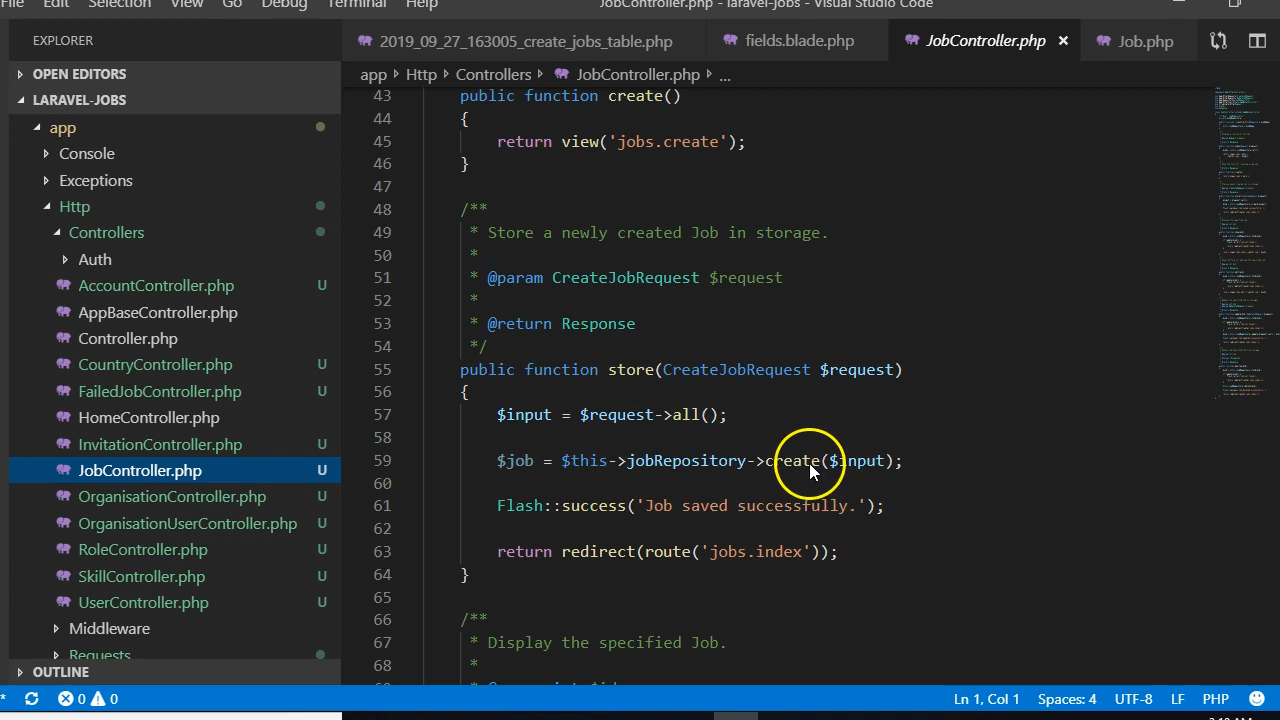 File Edit Selection View Go Debug Terminal Help JobController.php - laravel-jobs - Visual Studio Code
EXPLORER
2019_09_27_163005_create_jobs_table.php fields.blade.php JobController.php × Job.php
OPEN EDITORS
app Http Controllers JobController.php ...
LARAVEL-JOBS
app
Console
Exceptions
Http
Controllers
Auth
AccountController.php U
AppBaseController.php
Controller.php
CountryController.php U
FailedJobController.php U
HomeController.php
InvitationController.php U
JobController.php U
OrganisationController.php U
OrganisationUserController.php U
RoleController.php U
SkillController.php U
UserController.php U
Middleware
Requests
OUTLINE
43 public function create()
44 {
45 return view('jobs.create');
46 }
47
48 /**
49 * Store a newly created Job in storage.
50 *
51 * @param CreateJobRequest $request
52 *
53 * @return Response
54 */
55 public function store(CreateJobRequest $request)
56 {
57 $input = $request->all();
58
59 $job = $this->jobRepository->create($input);
60
61 Flash::success('Job saved successfully.');
62
63 return redirect(route('jobs.index'));
64 }
65
66 /**
67 * Display the specified Job.
68 *
0 0 Ln 1, Col 1 Spaces: 4 UTF-8 LF PHP